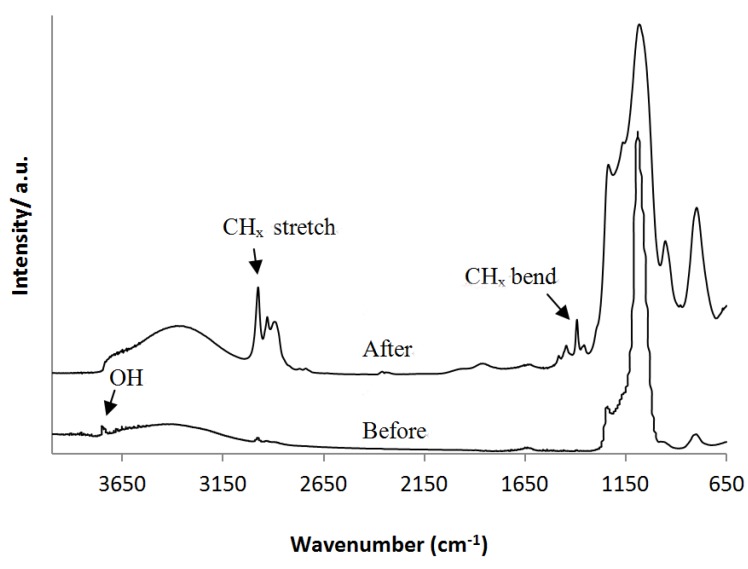 Intensity/ a.u.
CHₓ stretch
CHₓ bend
After
OH
Before
3650 3150 2650 2150 1650 1150 650
Wavenumber (cm⁻¹)